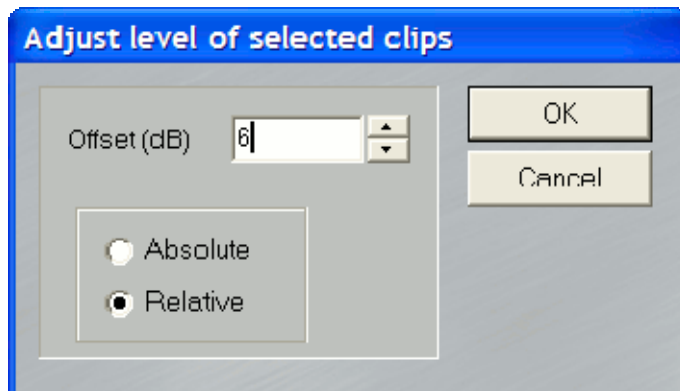 Adjust level of selected clips
Offset (dB) 6
OK
Cancel
Absolute
Relative